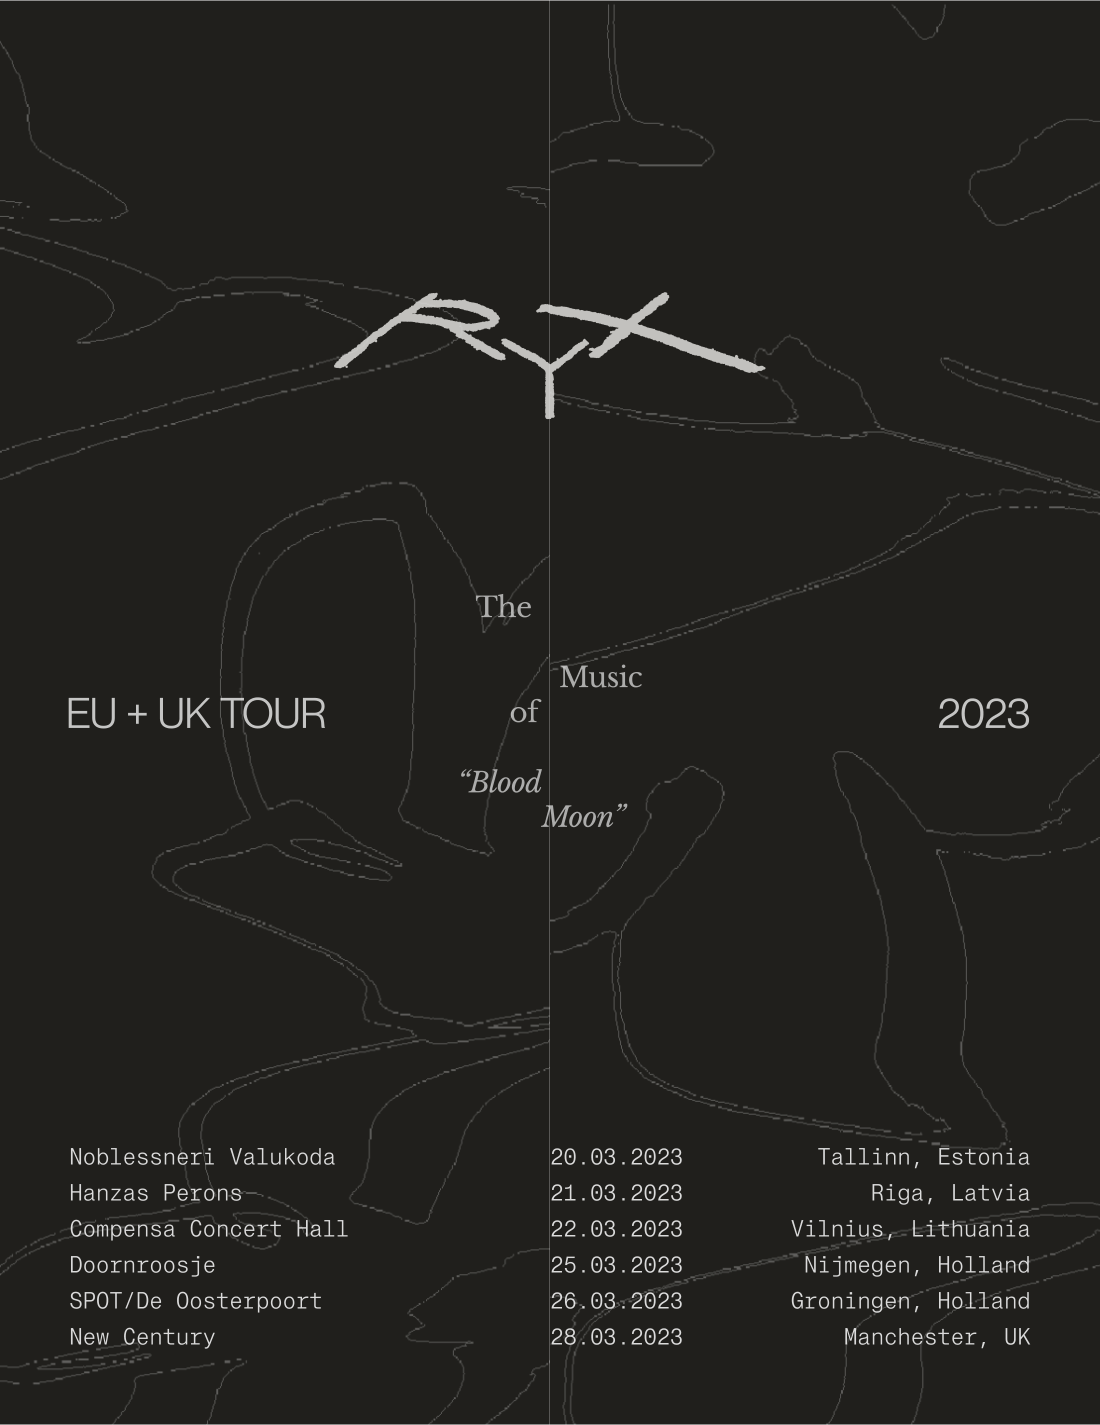 RY X
The
Music
of
“Blood
Moon”
EU + UK TOUR 2023
Noblessneri Valukoda 20.03.2023 Tallinn, Estonia
Hanzas Perons 21.03.2023 Riga, Latvia
Compensa Concert Hall 22.03.2023 Vilnius, Lithuania
Doornroosje 25.03.2023 Nijmegen, Holland
SPOT/De Oosterpoort 26.03.2023 Groningen, Holland
New Century 28.03.2023 Manchester, UK